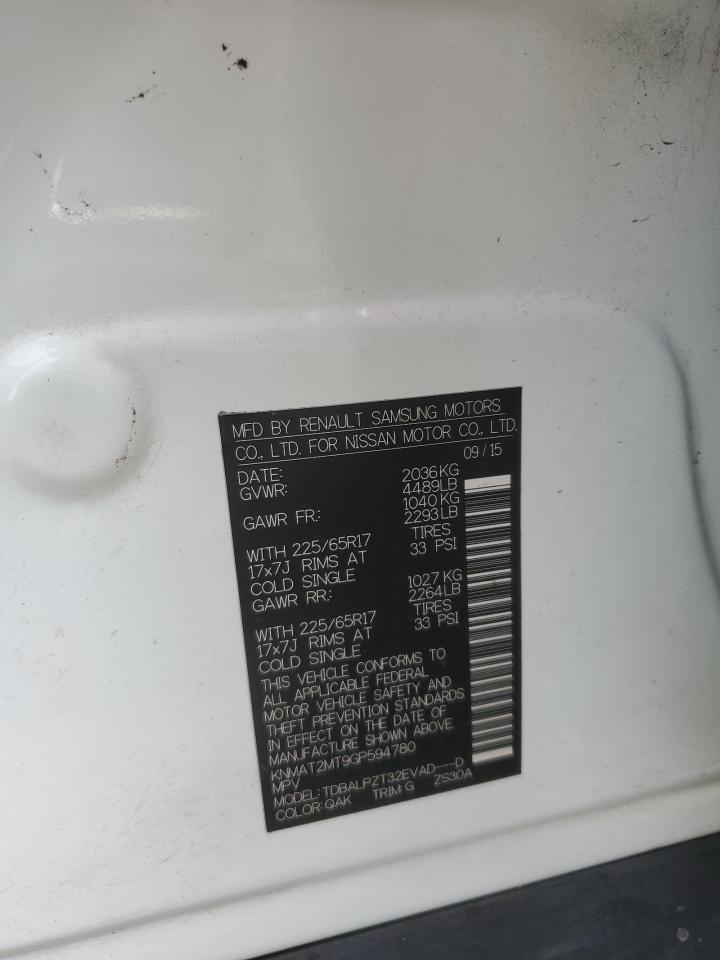 MFD BY RENAULT SAMSUNG MOTORS
CO., LTD. FOR NISSAN MOTOR CO., LTD.
DATE: 09/15
GVWR: 2036KG
4489LB
GAWR FR.: 1040KG
2293LB
WITH 225/65R17 TIRES
17x7J RIMS AT 33 PSI
COLD SINGLE
GAWR RR.: 1027KG
2264LB
WITH 225/65R17 TIRES
17x7J RIMS AT 33 PSI
COLD SINGLE
THIS VEHICLE CONFORMS TO
ALL APPLICABLE FEDERAL
MOTOR VEHICLE SAFETY AND
THEFT PREVENTION STANDARDS
IN EFFECT ON THE DATE OF
MANUFACTURE SHOWN ABOVE.
KNMAT2MT9GP594780
MPV
MODEL: TDBALPZT32EVAD---D
COLOR: QAK TRIM: G ZS30A